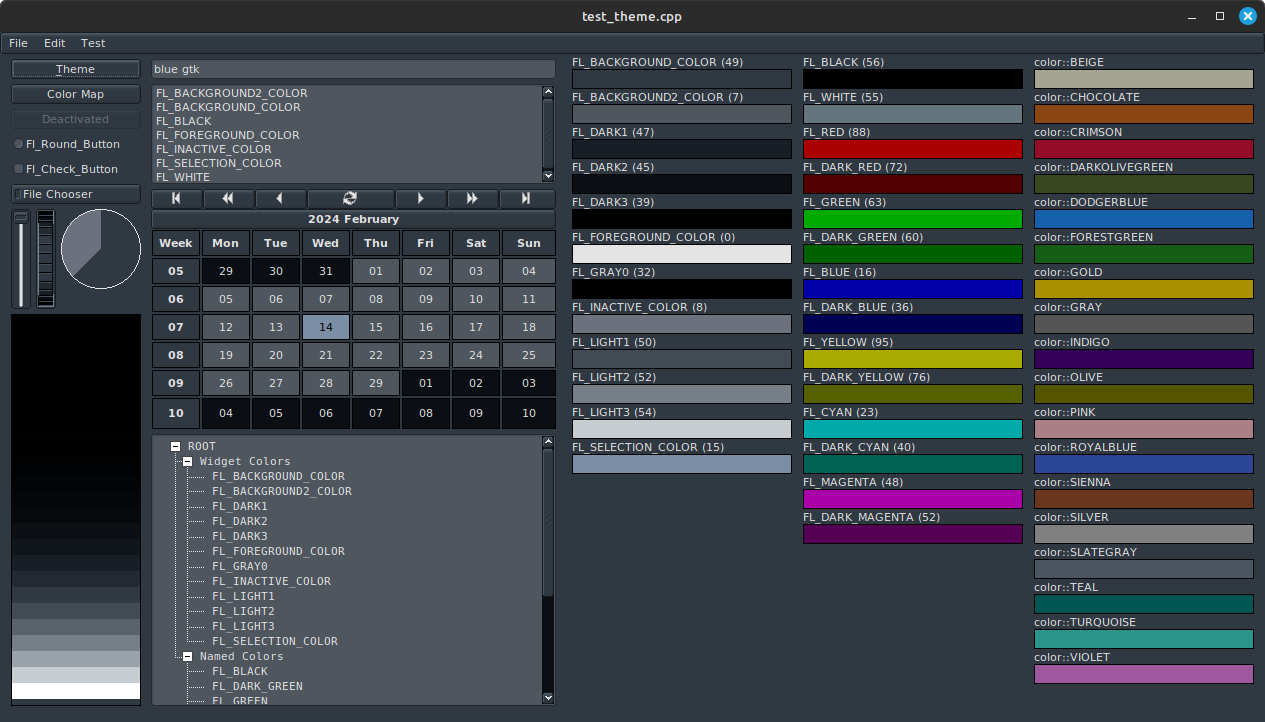 test_theme.cpp
File Edit Test
Theme
Color Map
Deactivated
Fl_Round_Button
Fl_Check_Button
File Chooser
blue gtk
FL_BACKGROUND2_COLOR
FL_BACKGROUND_COLOR
FL_BLACK
FL_FOREGROUND_COLOR
FL_INACTIVE_COLOR
FL_SELECTION_COLOR
FL_WHITE
2024 February
Week Mon Tue Wed Thu Fri Sat Sun
05 29 30 31 01 02 03 04
06 05 06 07 08 09 10 11
07 12 13 14 15 16 17 18
08 19 20 21 22 23 24 25
09 26 27 28 29 01 02 03
10 04 05 06 07 08 09 10
ROOT
Widget Colors
FL_BACKGROUND_COLOR
FL_BACKGROUND2_COLOR
FL_DARK1
FL_DARK2
FL_DARK3
FL_FOREGROUND_COLOR
FL_GRAY0
FL_INACTIVE_COLOR
FL_LIGHT1
FL_LIGHT2
FL_LIGHT3
FL_SELECTION_COLOR
Named Colors
FL_BLACK
FL_DARK_GREEN
FL_GREEN
FL_BACKGROUND_COLOR (49)
FL_BACKGROUND2_COLOR (7)
FL_DARK1 (47)
FL_DARK2 (45)
FL_DARK3 (39)
FL_FOREGROUND_COLOR (0)
FL_GRAY0 (32)
FL_INACTIVE_COLOR (8)
FL_LIGHT1 (50)
FL_LIGHT2 (52)
FL_LIGHT3 (54)
FL_SELECTION_COLOR (15)
FL_BLACK (56)
FL_WHITE (55)
FL_RED (88)
FL_DARK_RED (72)
FL_GREEN (63)
FL_DARK_GREEN (60)
FL_BLUE (16)
FL_DARK_BLUE (36)
FL_YELLOW (95)
FL_DARK_YELLOW (76)
FL_CYAN (23)
FL_DARK_CYAN (40)
FL_MAGENTA (48)
FL_DARK_MAGENTA (52)
color::BEIGE
color::CHOCOLATE
color::CRIMSON
color::DARKOLIVEGREEN
color::DODGERBLUE
color::FORESTGREEN
color::GOLD
color::GRAY
color::INDIGO
color::OLIVE
color::PINK
color::ROYALBLUE
color::SIENNA
color::SILVER
color::SLATEGRAY
color::TEAL
color::TURQUOISE
color::VIOLET